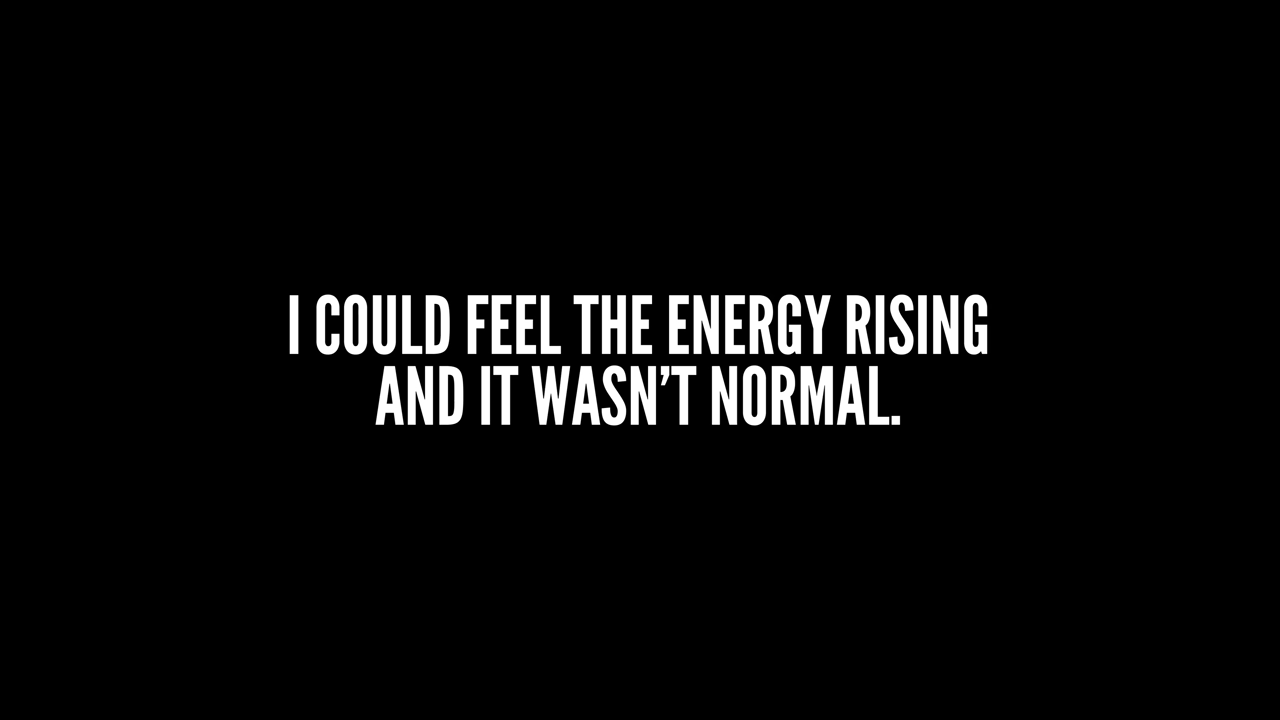 I COULD FEEL THE ENERGY RISING
AND IT WASN’T NORMAL.